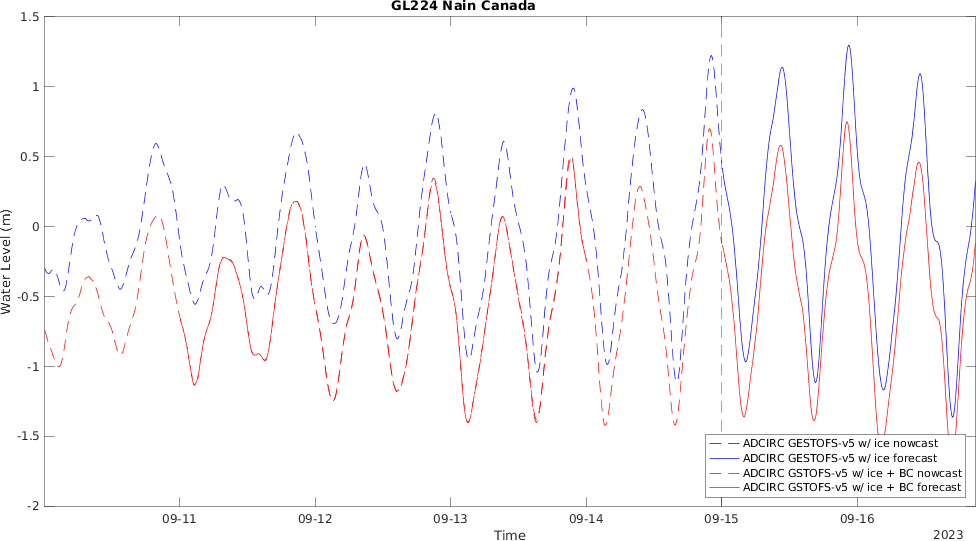 GL224 Nain Canada
1.5
1
0.5
0
-0.5
-1
-1.5
-2
Water Level (m)
09-11
09-12
09-13
09-14
09-15
09-16
Time
2023
ADCIRC GESTOFS-v5 w/ ice nowcast
ADCIRC GESTOFS-v5 w/ ice forecast
ADCIRC GSTOFS-v5 w/ ice + BC nowcast
ADCIRC GSTOFS-v5 w/ ice + BC forecast